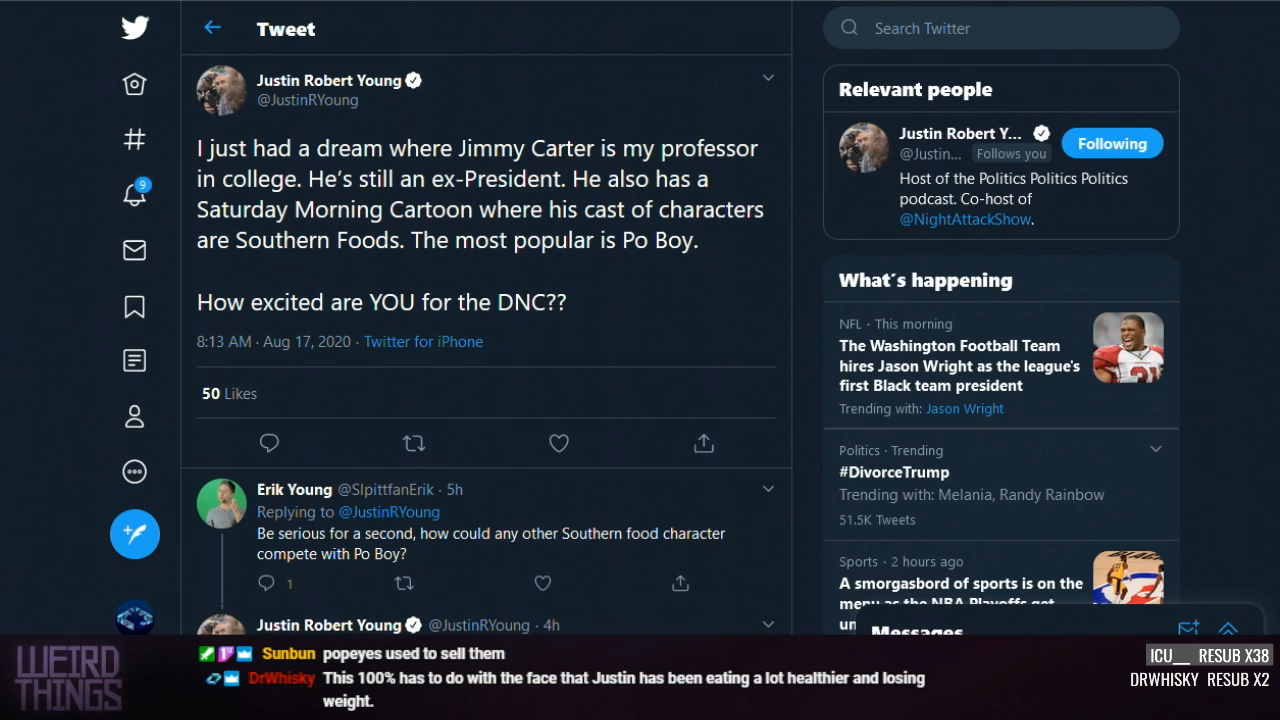 Tweet
Justin Robert Young
@JustinRYoung
I just had a dream where Jimmy Carter is my professor
in college. He's still an ex-President. He also has a
Saturday Morning Cartoon where his cast of characters
are Southern Foods. The most popular is Po Boy.
How excited are YOU for the DNC??
8:13 AM · Aug 17, 2020 · Twitter for iPhone
50 Likes
Erik Young @SlpittfanErik · 5h
Replying to @JustinRYoung
Be serious for a second, how could any other Southern food character
compete with Po Boy?
1
Justin Robert Young @JustinRYoung · 4h
9
Search Twitter
Relevant people
Justin Robert Y...
@Justin... Follows you
Following
Host of the Politics Politics Politics
podcast. Co-host of
@NightAttackShow.
What´s happening
NFL · This morning
The Washington Football Team
hires Jason Wright as the league's
first Black team president
Trending with: Jason Wright
Politics · Trending
#DivorceTrump
Trending with: Melania, Randy Rainbow
51.5K Tweets
Sports · 2 hours ago
A smorgasbord of sports is on the
menu as the NBA Playoffs get
un
Messages
WEIRD
THINGS
Sunbun popeyes used to sell them
DrWhisky This 100% has to do with the face that Justin has been eating a lot healthier and losing
weight.
ICU__ RESUB X38
DRWHISKY RESUB X2